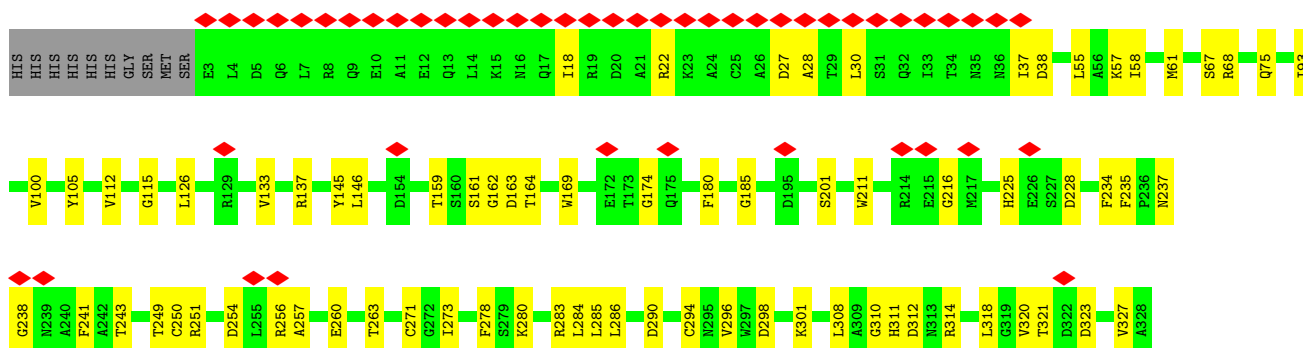 HIS HIS HIS HIS HIS HIS GLY SER MET SER E3 L4 D5 Q6 L7 R8 Q9 E10 A11 E12 Q13 L14 K15 N16 Q17 I18 R19 D20 A21 R22 K23 A24 C25 A26 D27 A28 T29 L30 S31 Q32 I33 T34 N35 N36 I37 D38 L55 A56 K57 I58 M61 S67 R68 Q75 I93
V100 Y105 V112 G115 L126 R129 V133 R137 Y145 L146 D154 T159 S160 S161 G162 D163 T164 W169 E172 T173 G174 Q175 F180 G185 D195 S201 W211 R214 E215 G216 M217 H225 E226 S227 D228 F234 F235 P236 N237
G238 N239 A240 F241 A242 T243 T249 C250 R251 D254 L255 R256 A257 E260 T263 C271 G272 I273 F278 S279 K280 R283 L284 L285 L286 D290 C294 N295 V296 W297 D298 K301 L308 A309 G310 H311 D312 N313 R314 L318 G319 V320 T321 D322 D323 V327 A328